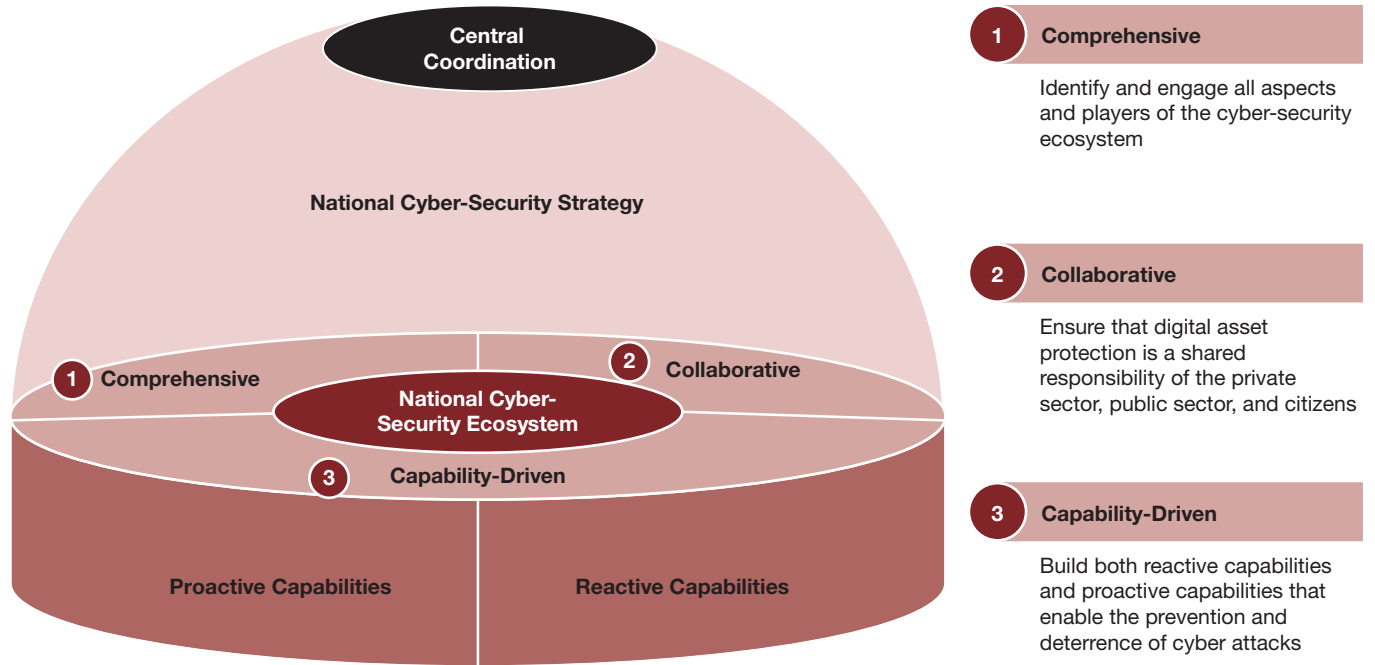 Central
Coordination
National Cyber-Security Strategy
1 Comprehensive
2 Collaborative
National Cyber-
Security Ecosystem
3 Capability-Driven
Proactive Capabilities
Reactive Capabilities
1 Comprehensive
Identify and engage all aspects
and players of the cyber-security
ecosystem
2 Collaborative
Ensure that digital asset
protection is a shared
responsibility of the private
sector, public sector, and citizens
3 Capability-Driven
Build both reactive capabilities
and proactive capabilities that
enable the prevention and
deterrence of cyber attacks